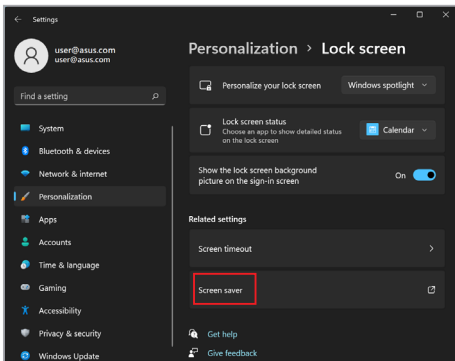 Settings
user@asus.com
user@asus.com
Find a setting
System
Bluetooth & devices
Network & internet
Personalization
Apps
Accounts
Time & language
Gaming
Accessibility
Privacy & security
Windows Update
Personalization > Lock screen
Personalize your lock screen
Windows spotlight
Lock screen status
Choose an app to show detailed status
on the lock screen
Calendar
Show the lock screen background
picture on the sign-in screen
On
Related settings
Screen timeout
Screen saver
Get help
Give feedback